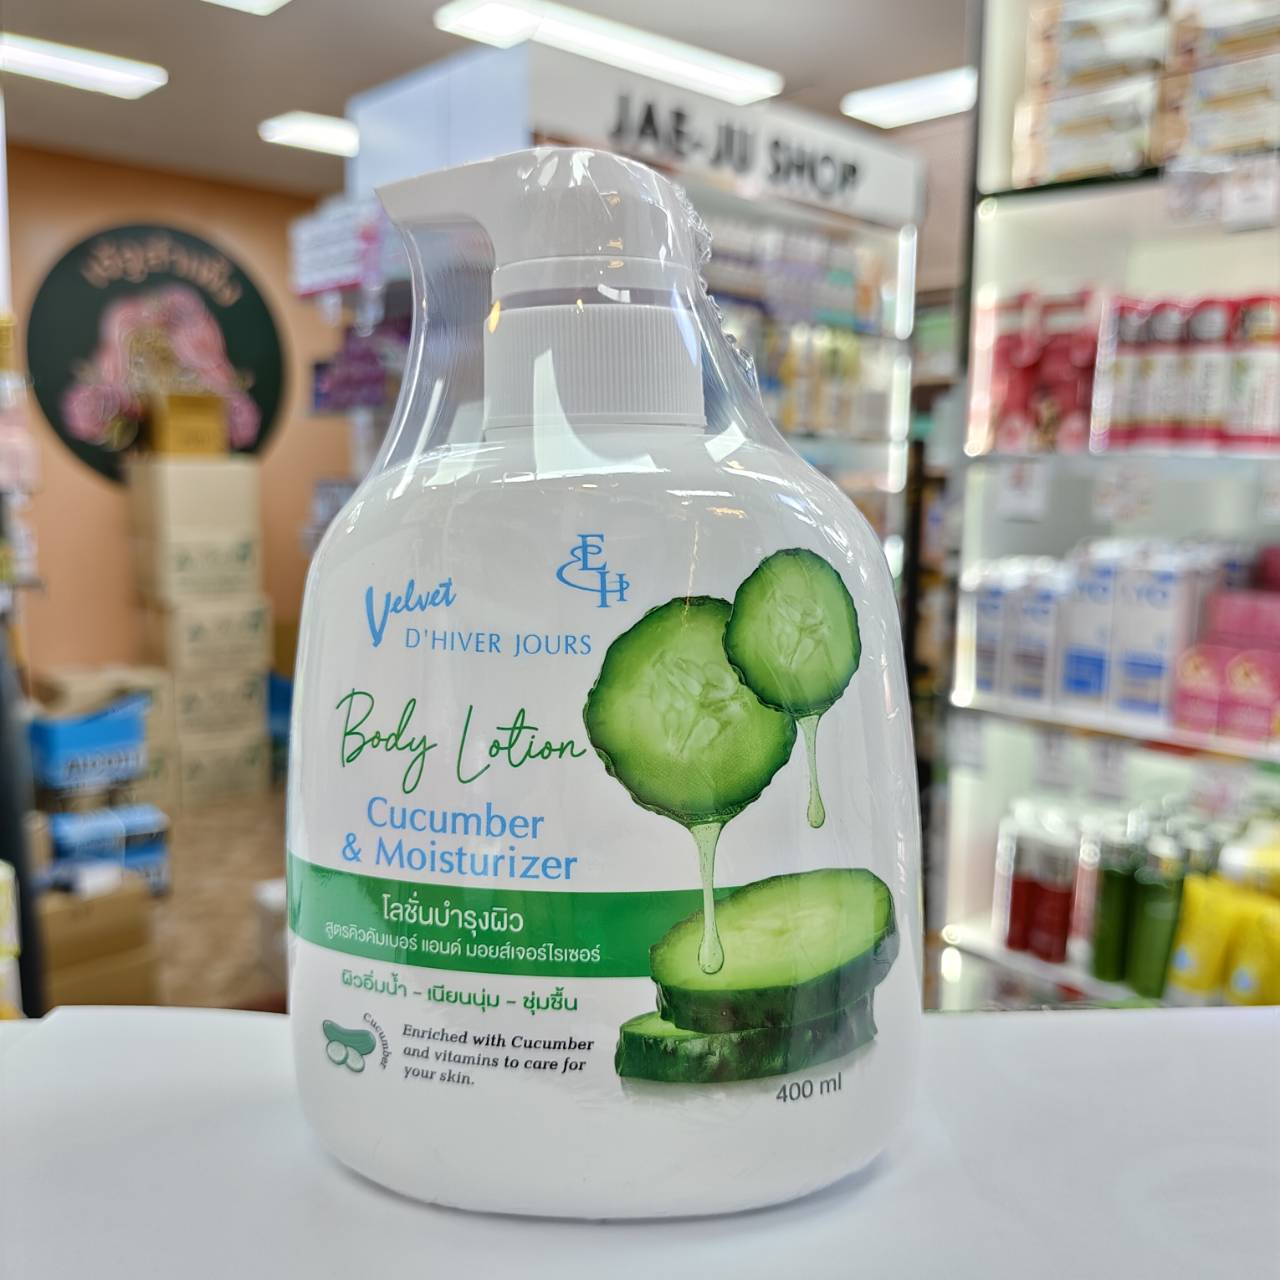 JAE-JU SHOP
EH
Velvet
D'HIVER JOURS
Body Lotion
Cucumber
& Moisturizer
โลชั่นบำรุงผิว
สูตรคิวคัมเบอร์ แอนด์ มอยส์เจอร์ไรเซอร์
ผิวอิ่มน้ำ - เนียนนุ่ม - ชุ่มชื้น
Cucumber
Enriched with Cucumber
and vitamins to care for
your skin.
400 ml